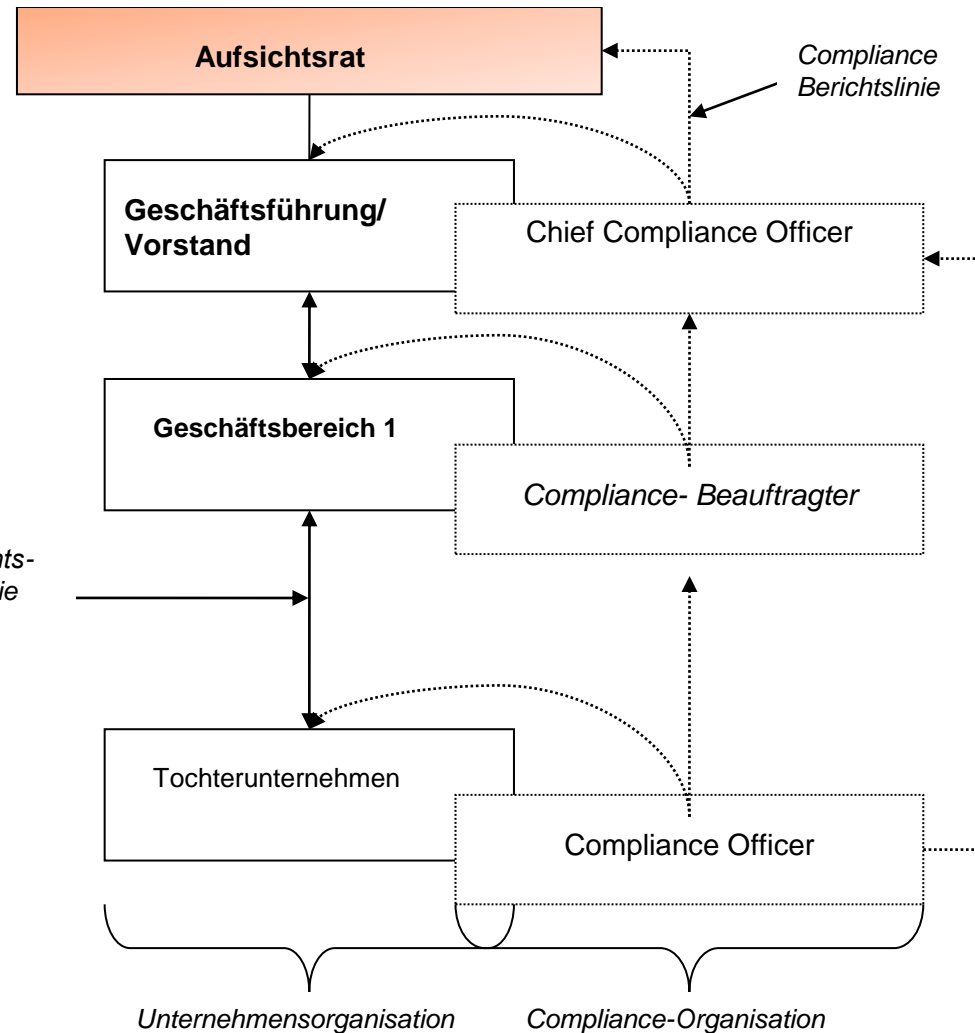 Aufsichtsrat
Compliance
Berichtslinie
Geschäftsführung/
Vorstand
Chief Compliance Officer
Geschäftsbereich 1
Compliance- Beauftragter
Tochterunternehmen
Compliance Officer
Unternehmensorganisation
Compliance-Organisation